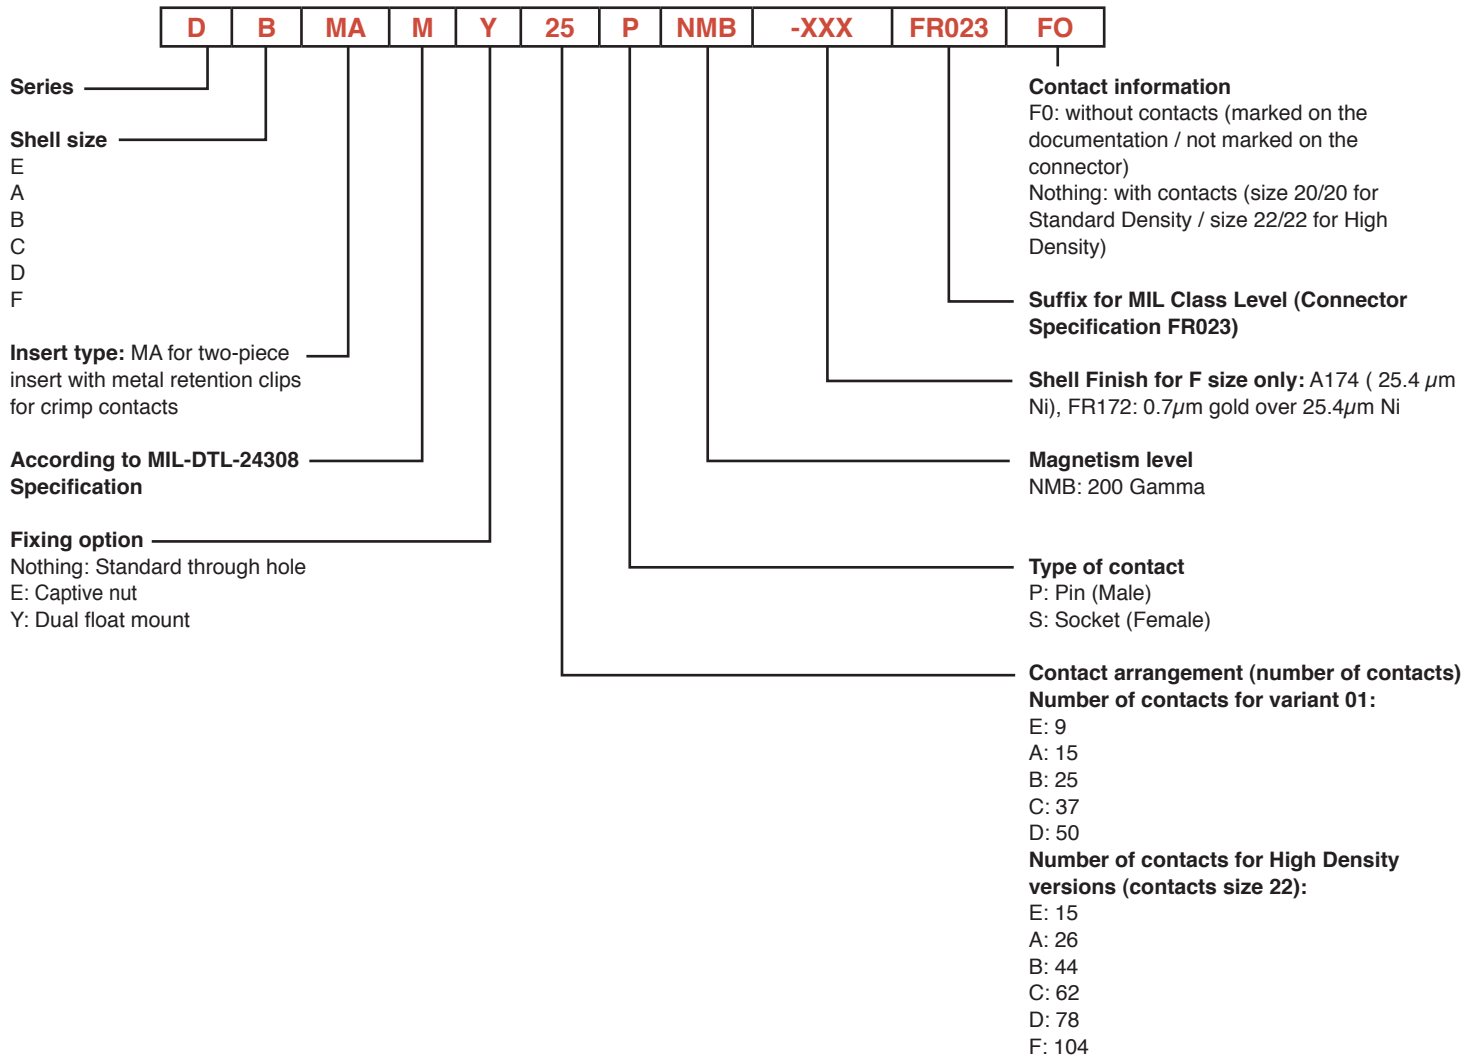 D B MA M Y 25 P NMB -XXX FR023 FO
Series
Shell size
E
A
B
C
D
F
Insert type: MA for two-piece
insert with metal retention clips
for crimp contacts
According to MIL-DTL-24308
Specification
Fixing option
Nothing: Standard through hole
E: Captive nut
Y: Dual float mount
Contact information
F0: without contacts (marked on the
documentation / not marked on the
connector)
Nothing: with contacts (size 20/20 for
Standard Density / size 22/22 for High
Density)
Suffix for MIL Class Level (Connector
Specification FR023)
Shell Finish for F size only: A174 ( 25.4 µm
Ni), FR172: 0.7µm gold over 25.4µm Ni
Magnetism level
NMB: 200 Gamma
Type of contact
P: Pin (Male)
S: Socket (Female)
Contact arrangement (number of contacts)
Number of contacts for variant 01:
E: 9
A: 15
B: 25
C: 37
D: 50
Number of contacts for High Density
versions (contacts size 22):
E: 15
A: 26
B: 44
C: 62
D: 78
F: 104